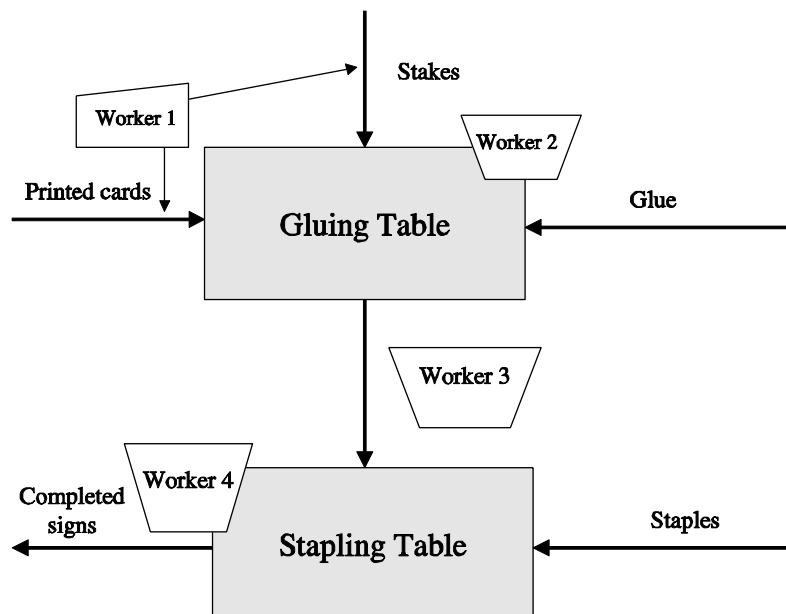 Stakes
Worker 1
Worker 2
Printed cards
Glue
Gluing Table
Worker 3
Worker 4
Completed
signs
Staples
Stapling Table